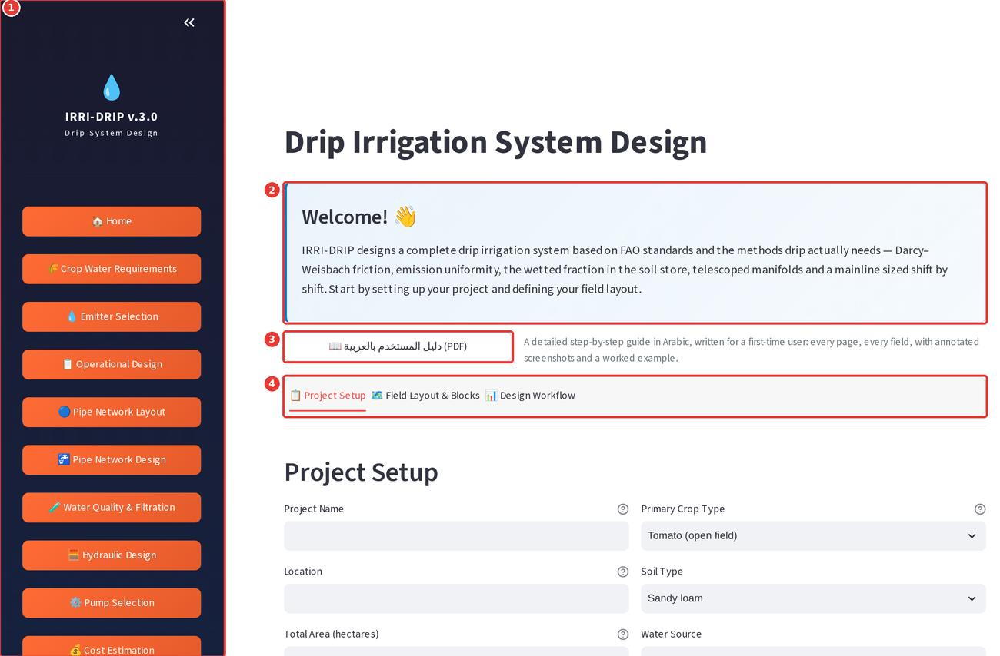 1
IRRI-DRIP v.3.0
Drip System Design
Home
Crop Water Requirements
Emitter Selection
Operational Design
Pipe Network Layout
Pipe Network Design
Water Quality & Filtration
Hydraulic Design
Pump Selection
Cost Estimation
Drip Irrigation System Design
2
Welcome! 👋
IRRI-DRIP designs a complete drip irrigation system based on FAO standards and the methods drip actually needs — Darcy–
Weisbach friction, emission uniformity, the wetted fraction in the soil store, telescoped manifolds and a mainline sized shift by
shift. Start by setting up your project and defining your field layout.
3
دليل المستخدم بالعربية (PDF)
A detailed step-by-step guide in Arabic, written for a first-time user: every page, every field, with annotated
screenshots and a worked example.
4
Project Setup Field Layout & Blocks Design Workflow
Project Setup
Project Name ? Primary Crop Type ?
Tomato (open field)
Location ? Soil Type
Sandy loam
Total Area (hectares) ? Water Source